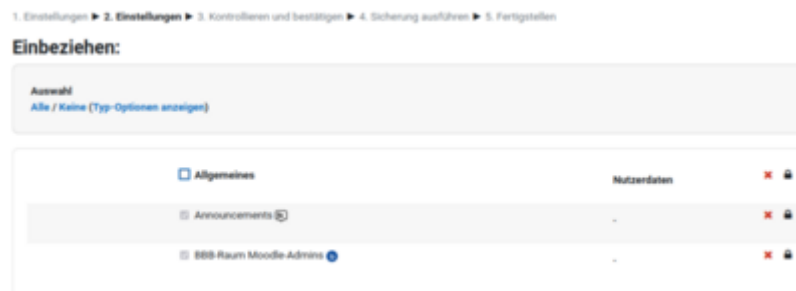 1. Einstellungen ► 2. Einstellungen ► 3. Kontrollieren und bestätigen ► 4. Sicherung ausführen ► 5. Fertigstellen
Einbeziehen:
Auswahl
Alle / Keine (Typ-Optionen anzeigen)
Allgemeines Nutzerdaten
Announcements -
BBB-Raum Moodle-Admins -